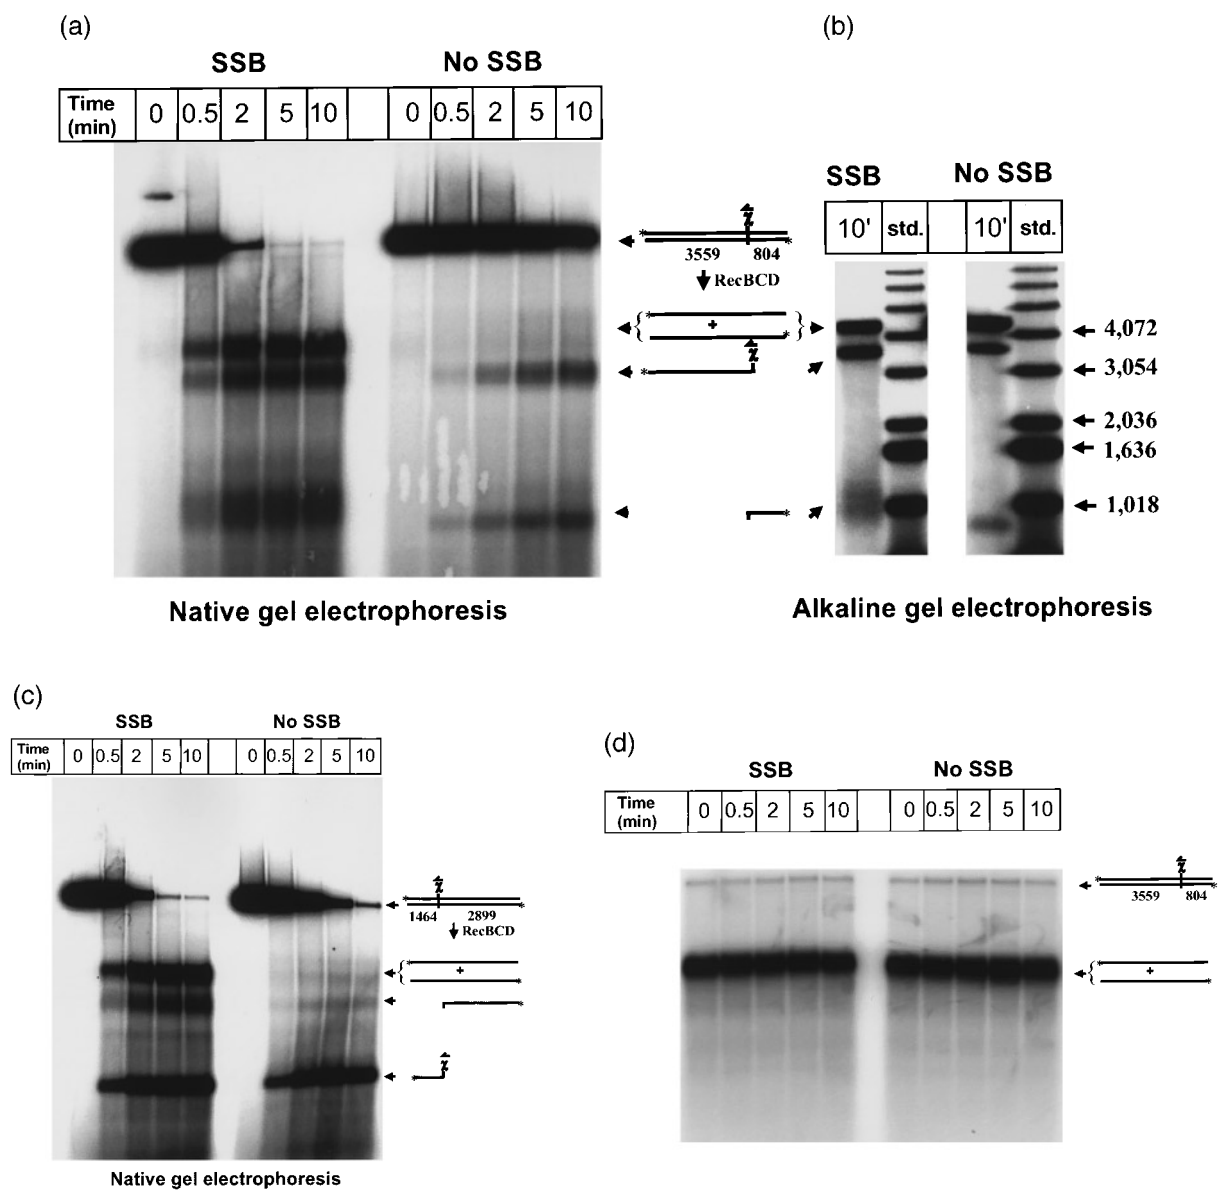 (a)
SSB No SSB
Time (min) 0 0.5 2 5 10 0 0.5 2 5 10
χ
3559 804
RecBCD
+
χ
Native gel electrophoresis
(b)
SSB No SSB
10' std. 10' std.
4,072
3,054
2,036
1,636
1,018
Alkaline gel electrophoresis
(c)
SSB No SSB
Time (min) 0 0.5 2 5 10 0 0.5 2 5 10
χ
1464 2899
RecBCD
+
χ
Native gel electrophoresis
(d)
SSB No SSB
Time (min) 0 0.5 2 5 10 0 0.5 2 5 10
χ
3559 804
+